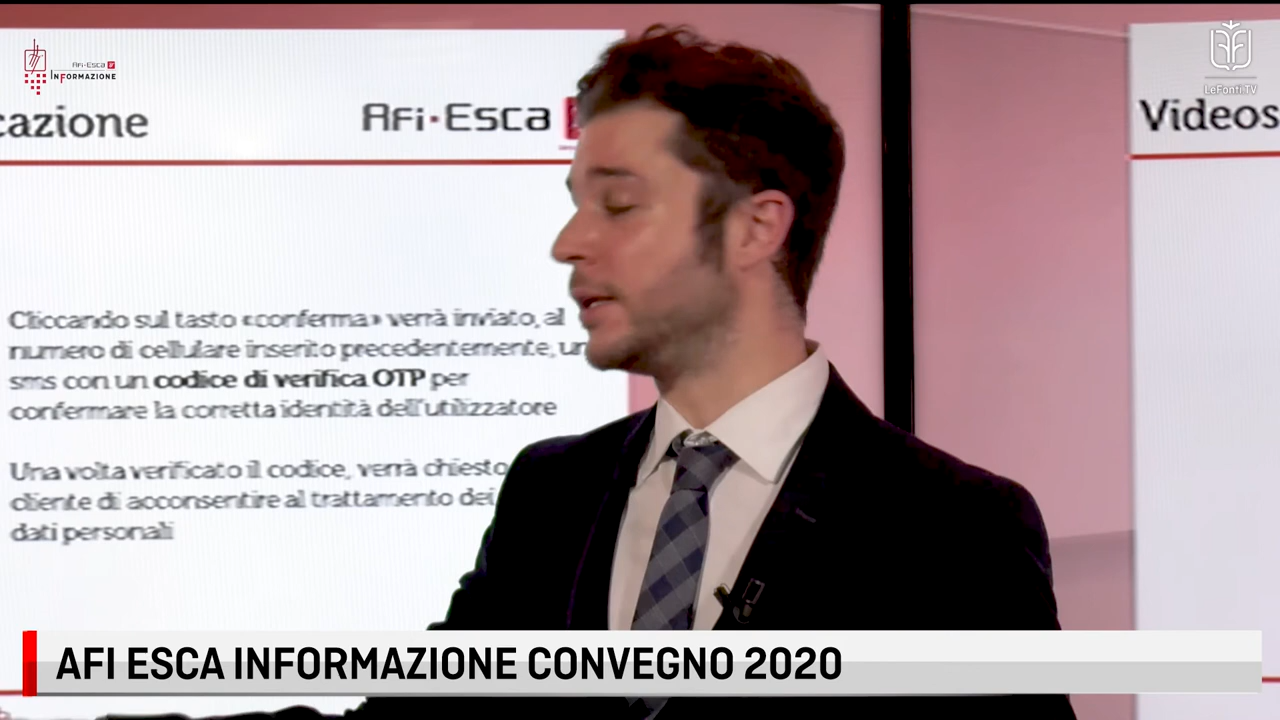 Afi-Esca
InFormazione
LeFonti TV
cazione
Afi·Esca
Videos
Cliccando sul tasto «conferma» verrà inviato, al
numero di cellulare inserito precedentemente, un
sms con un codice di verifica OTP per
confermare la corretta identità dell'utilizzatore
Una volta verificato il codice, verrà chiesto
cliente di acconsentire al trattamento dei
dati personali
AFI ESCA INFORMAZIONE CONVEGNO 2020